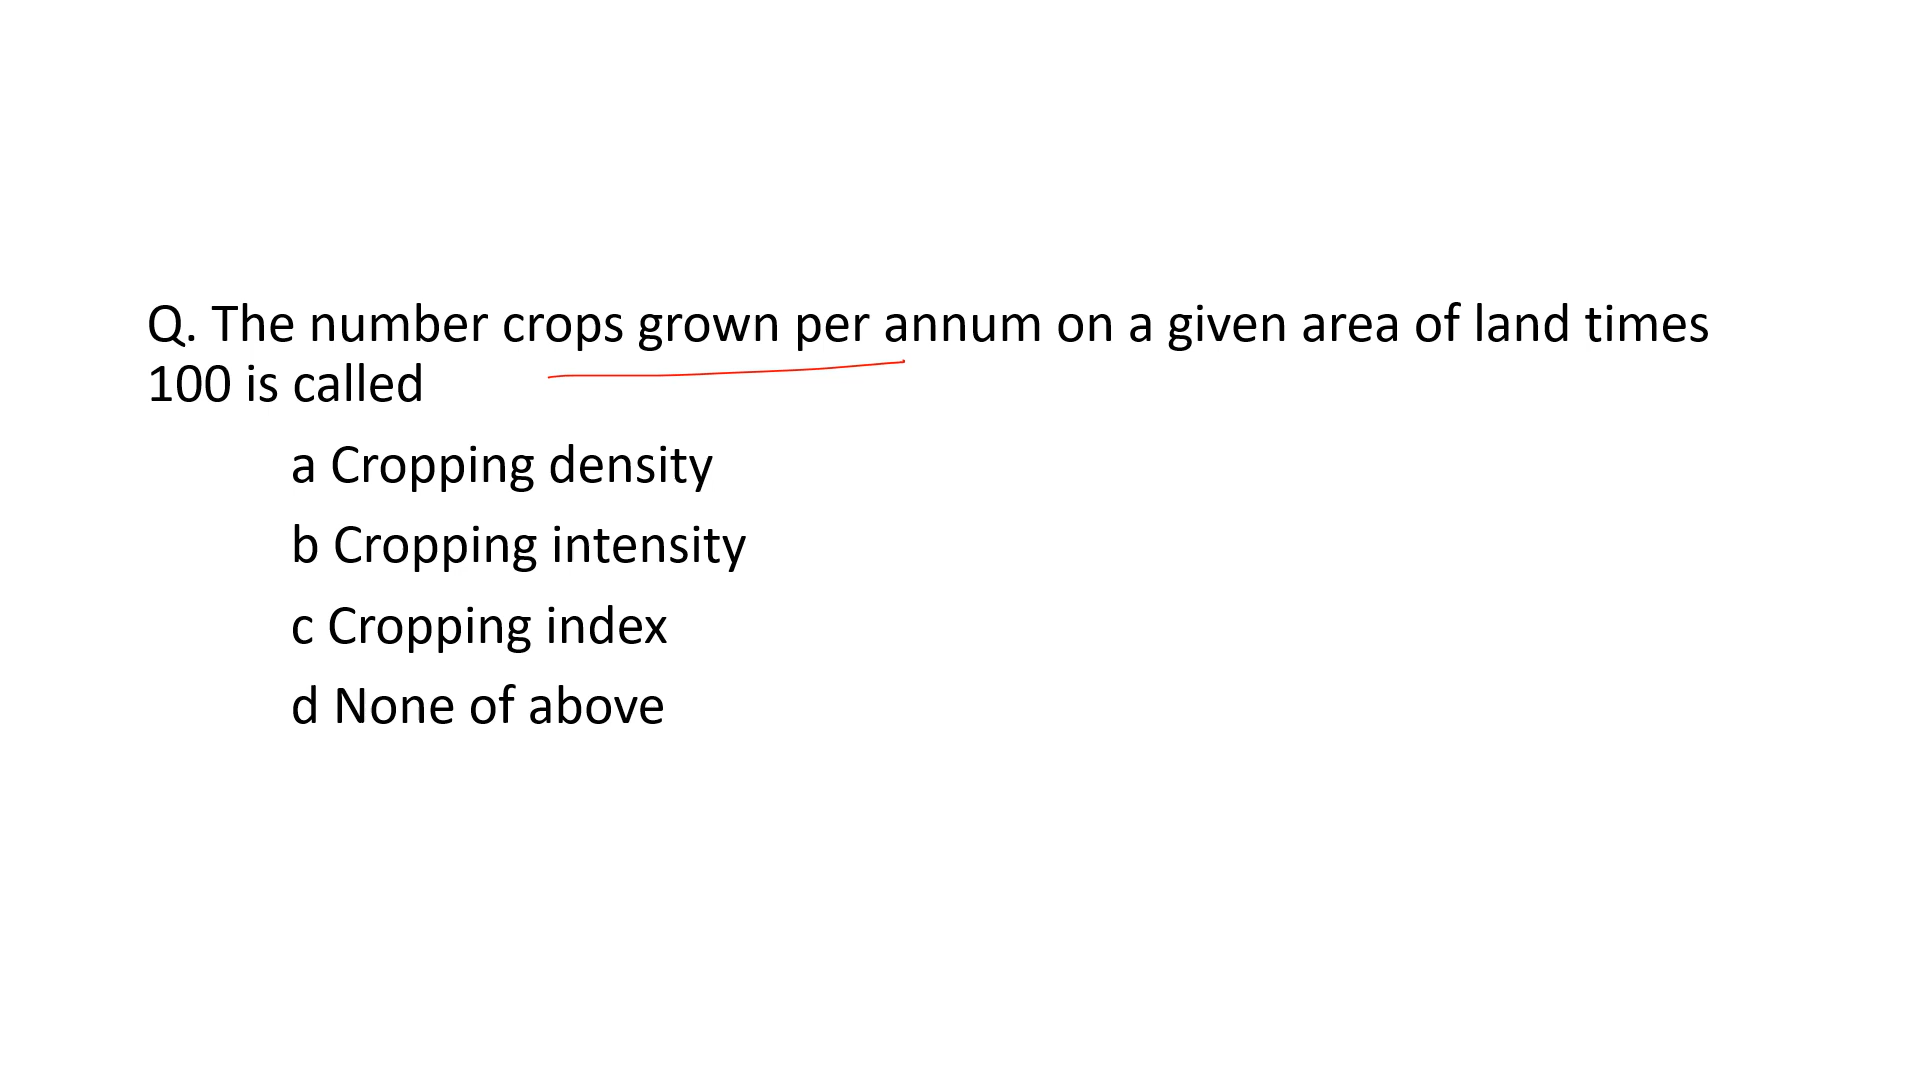 Q. The number crops grown per annum on a given area of land times
100 is called
a Cropping density
b Cropping intensity
c Cropping index
d None of above